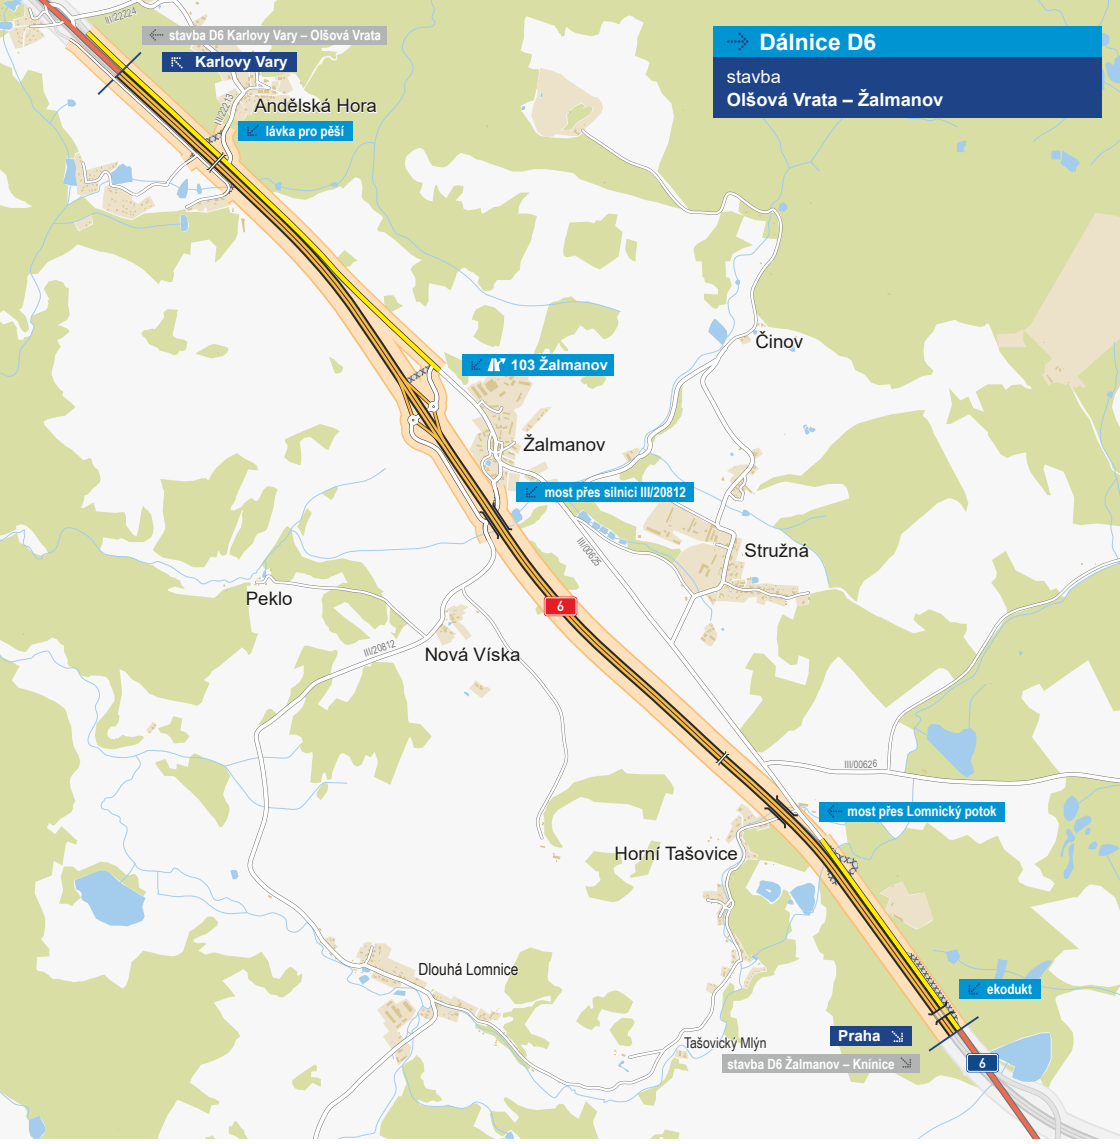 III/22224
stavba D6 Karlovy Vary – Olšová Vrata
Karlovy Vary
Dálnice D6
stavba
Olšová Vrata – Žalmanov
III/22213
Andělská Hora
lávka pro pěší
Činov
103 Žalmanov
Žalmanov
most přes silnici III/20812
III/00625
Stružná
Peklo
6
III/20812
Nová Víska
III/00626
most přes Lomnický potok
Horní Tašovice
Dlouhá Lomnice
ekodukt
Praha
Tašovický Mlýn
stavba D6 Žalmanov – Knínice
6